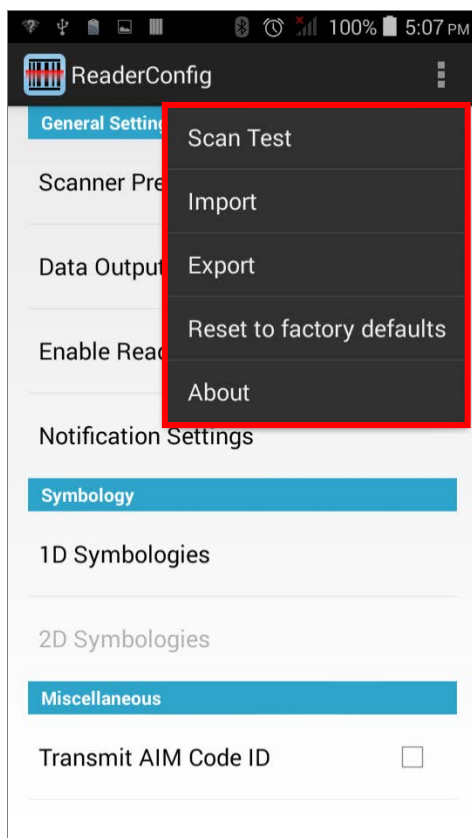 100% 5:07 PM
ReaderConfig
General Setting
Scan Test
Scanner Pre
Import
Data Output
Export
Enable Read
Reset to factory defaults
About
Notification Settings
Symbology
1D Symbologies
2D Symbologies
Miscellaneous
Transmit AIM Code ID